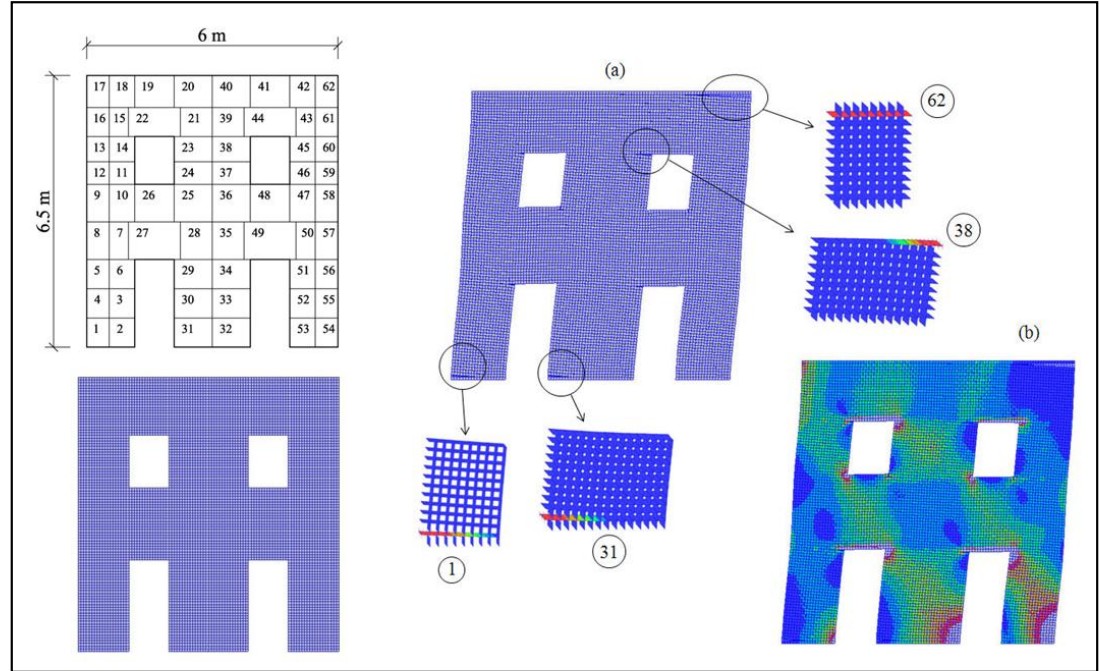 6 m
6.5 m
17 18 19 20 40 41 42 62
16 15 22 21 39 44 43 61
13 14 23 38 45 60
12 11 24 37 46 59
9 10 26 25 36 48 47 58
8 7 27 28 35 49 50 57
5 6 29 34 51 56
4 3 30 33 52 55
1 2 31 32 53 54
(a)
62
38
(b)
1
31